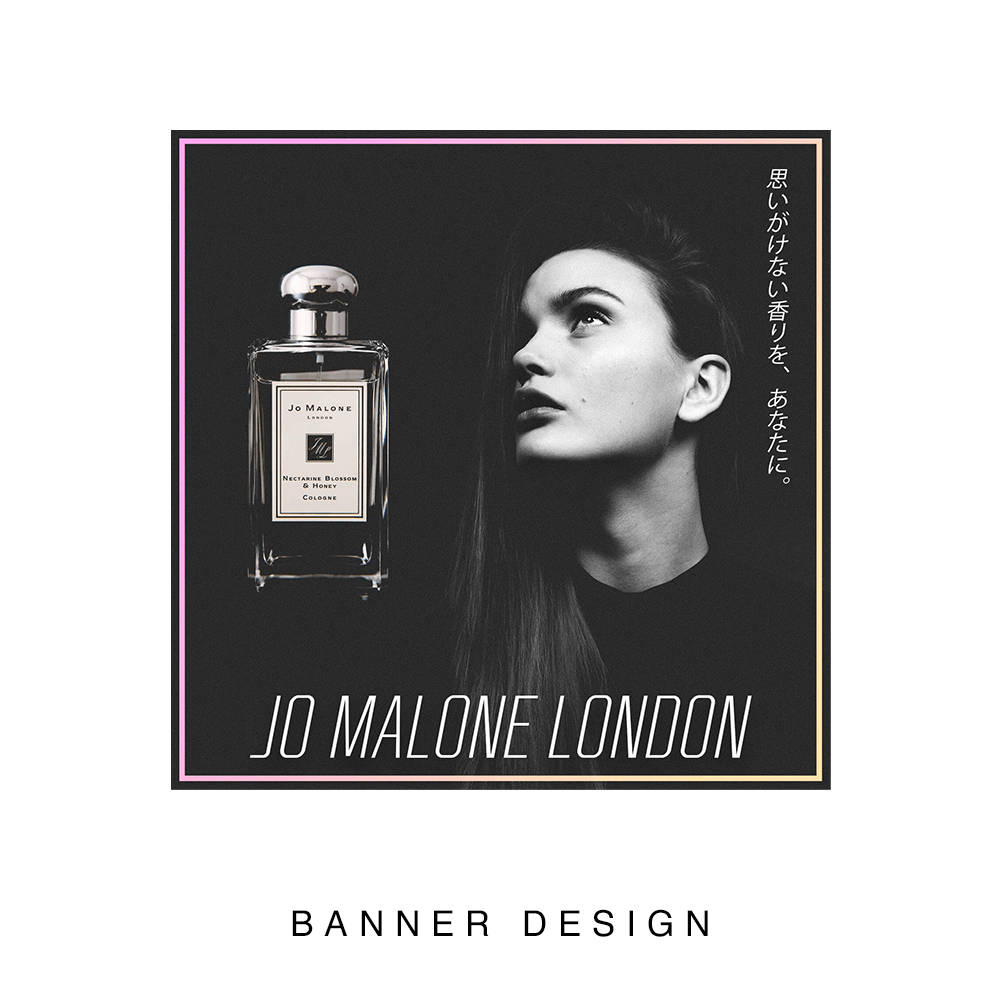 思いがけない香りを、あなたに。
JO MALONE
LONDON
NECTARINE BLOSSOM
& HONEY
COLOGNE
JO MALONE LONDON
BANNER DESIGN